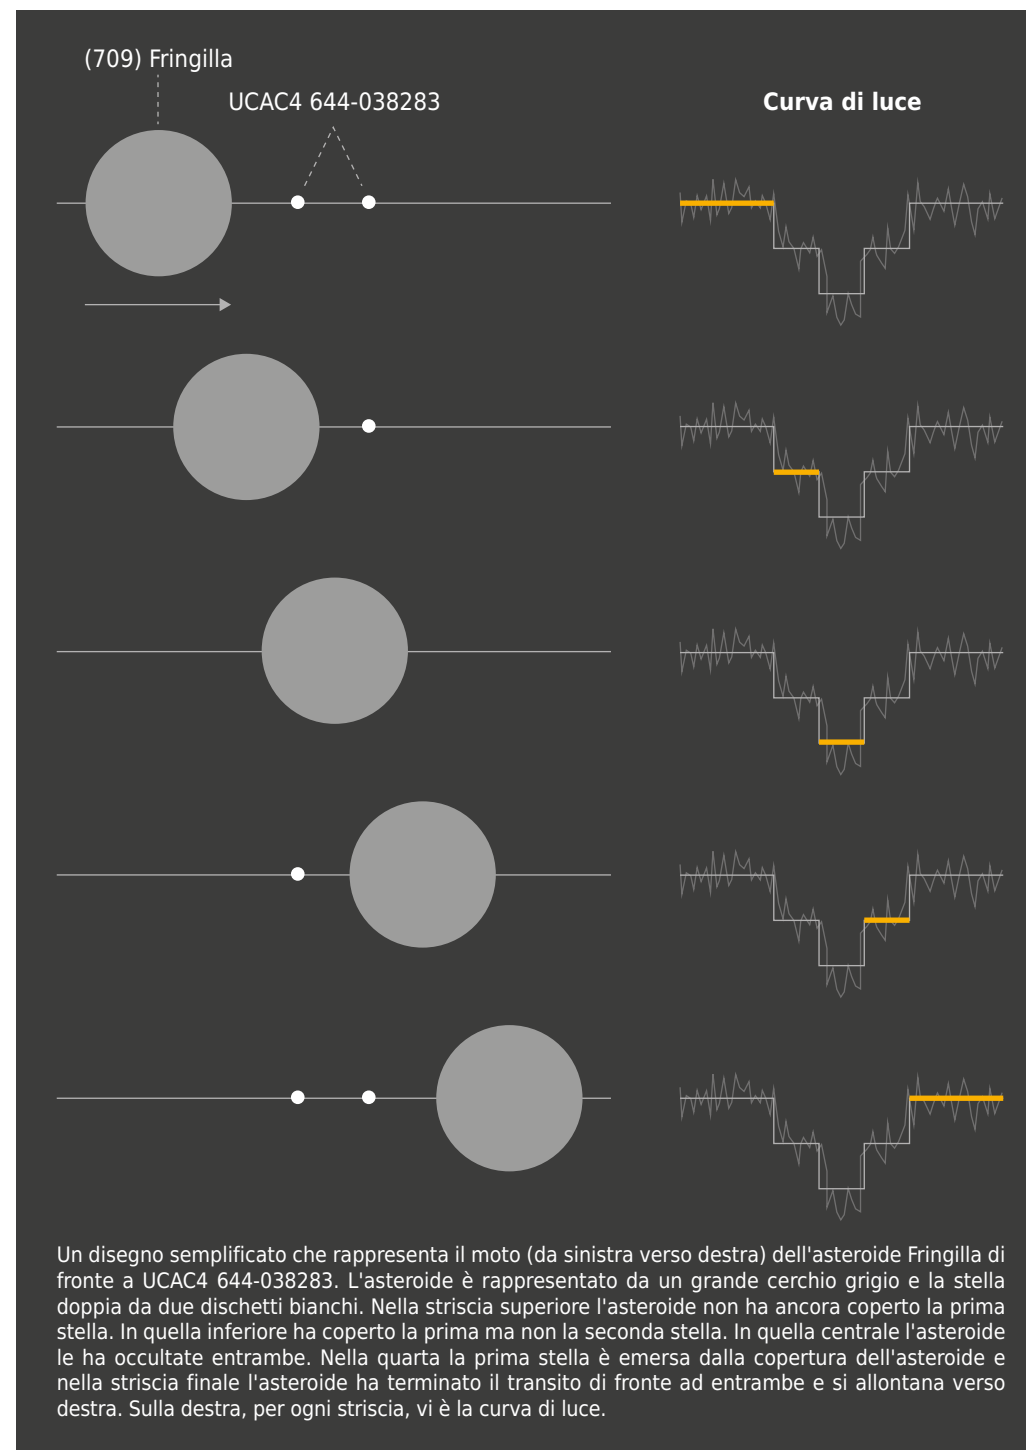 (709) Fringilla
UCAC4 644-038283
Curva di luce
Un disegno semplificato che rappresenta il moto (da sinistra verso destra) dell'asteroide Fringilla di
fronte a UCAC4 644-038283. L'asteroide è rappresentato da un grande cerchio grigio e la stella
doppia da due dischetti bianchi. Nella striscia superiore l'asteroide non ha ancora coperto la prima
stella. In quella inferiore ha coperto la prima ma non la seconda stella. In quella centrale l'asteroide
le ha occultate entrambe. Nella quarta la prima stella è emersa dalla copertura dell'asteroide e
nella striscia finale l'asteroide ha terminato il transito di fronte ad entrambe e si allontana verso
destra. Sulla destra, per ogni striscia, vi è la curva di luce.